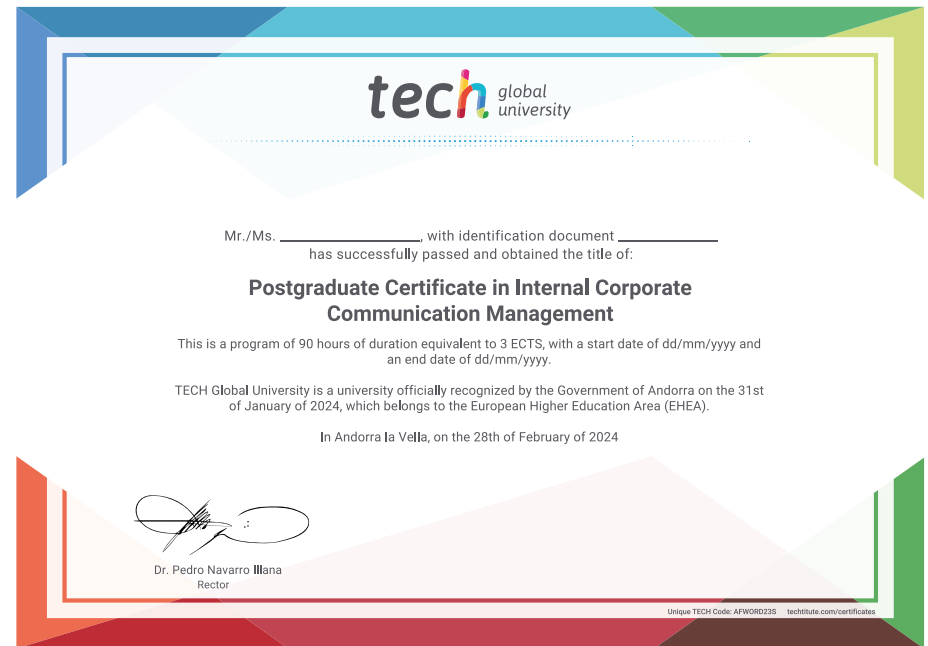 tech global university
Mr./Ms. ____________, with identification document ____________
has successfully passed and obtained the title of:
Postgraduate Certificate in Internal Corporate
Communication Management
This is a program of 90 hours of duration equivalent to 3 ECTS, with a start date of dd/mm/yyyy and
an end date of dd/mm/yyyy.
TECH Global University is a university officially recognized by the Government of Andorra on the 31st
of January of 2024, which belongs to the European Higher Education Area (EHEA).
In Andorra la Vella, on the 28th of February of 2024
Dr. Pedro Navarro Illana
Rector
Unique TECH Code: AFWORD23S techtitute.com/certificates